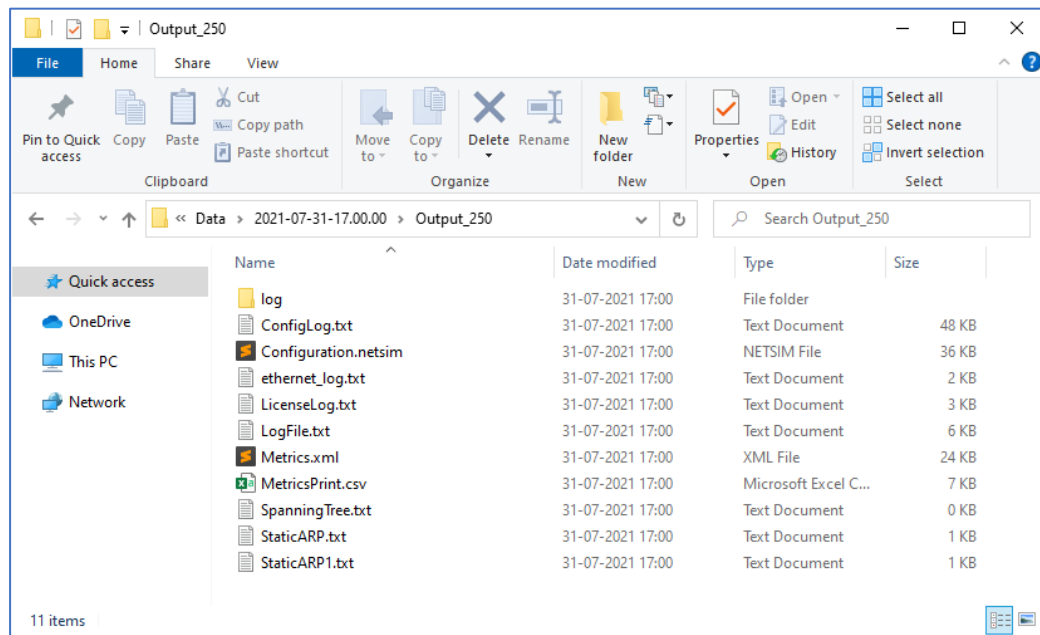 Output_250
File Home Share View
Pin to Quick access
Copy
Paste
Cut
Copy path
Paste shortcut
Move to
Copy to
Delete
Rename
New folder
Properties
Open
Edit
History
Select all
Select none
Invert selection
Clipboard Organize New Open Select
« Data › 2021-07-31-17.00.00 › Output_250
Search Output_250
Quick access
OneDrive
This PC
Network
Name Date modified Type Size
log 31-07-2021 17:00 File folder
ConfigLog.txt 31-07-2021 17:00 Text Document 48 KB
Configuration.netsim 31-07-2021 17:00 NETSIM File 36 KB
ethernet_log.txt 31-07-2021 17:00 Text Document 2 KB
LicenseLog.txt 31-07-2021 17:00 Text Document 3 KB
LogFile.txt 31-07-2021 17:00 Text Document 6 KB
Metrics.xml 31-07-2021 17:00 XML File 24 KB
MetricsPrint.csv 31-07-2021 17:00 Microsoft Excel C... 7 KB
SpanningTree.txt 31-07-2021 17:00 Text Document 0 KB
StaticARP.txt 31-07-2021 17:00 Text Document 1 KB
StaticARP1.txt 31-07-2021 17:00 Text Document 1 KB
11 items